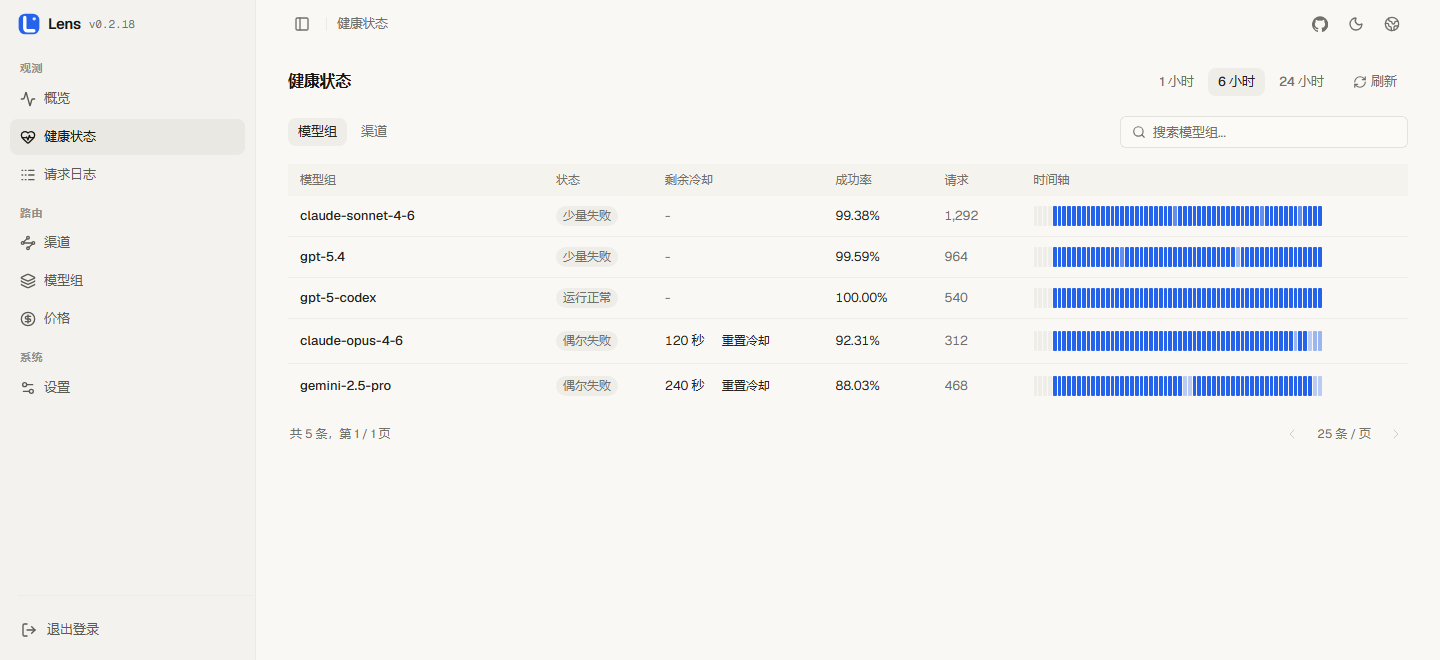 Lens v0.2.18
健康状态
观测
概览
健康状态
请求日志
路由
渠道
模型组
价格
系统
设置
退出登录
健康状态
1 小时 6 小时 24 小时 刷新
模型组 渠道
搜索模型组...
模型组 状态 剩余冷却 成功率 请求 时间轴
claude-sonnet-4-6 少量失败 - 99.38% 1,292
gpt-5.4 少量失败 - 99.59% 964
gpt-5-codex 运行正常 - 100.00% 540
claude-opus-4-6 偶尔失败 120 秒 重置冷却 92.31% 312
gemini-2.5-pro 偶尔失败 240 秒 重置冷却 88.03% 468
共 5 条，第 1 / 1 页
25 条 / 页